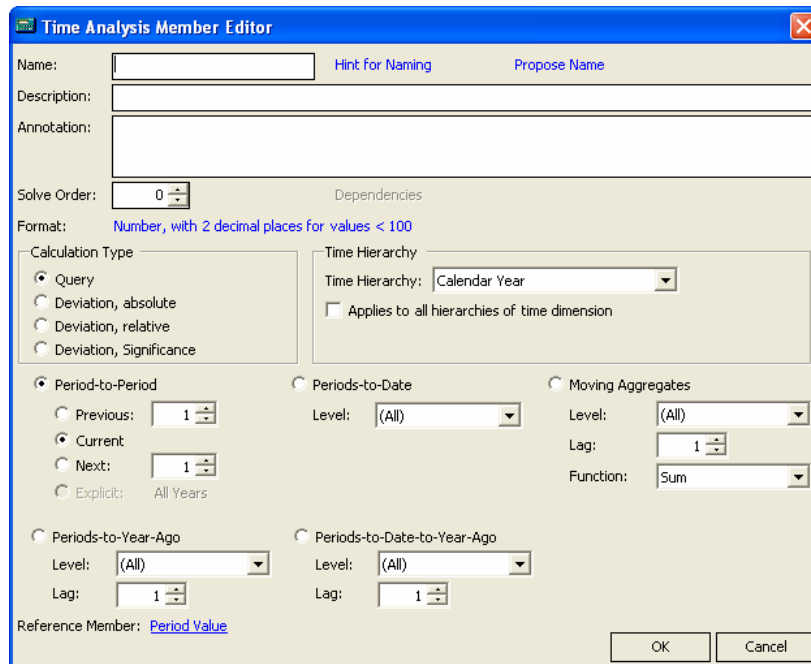 Time Analysis Member Editor
Name: Hint for Naming Propose Name
Description:
Annotation:
Solve Order: 0 Dependencies
Format: Number, with 2 decimal places for values < 100
Calculation Type Time Hierarchy
Query Time Hierarchy: Calendar Year
Deviation, absolute Applies to all hierarchies of time dimension
Deviation, relative
Deviation, Significance
Period-to-Period Periods-to-Date Moving Aggregates
Previous: 1 Level: (All) Level: (All)
Current Lag: 1
Next: 1 Function: Sum
Explicit: All Years
Periods-to-Year-Ago Periods-to-Date-to-Year-Ago
Level: (All) Level: (All)
Lag: 1 Lag: 1
Reference Member: Period Value
OK Cancel